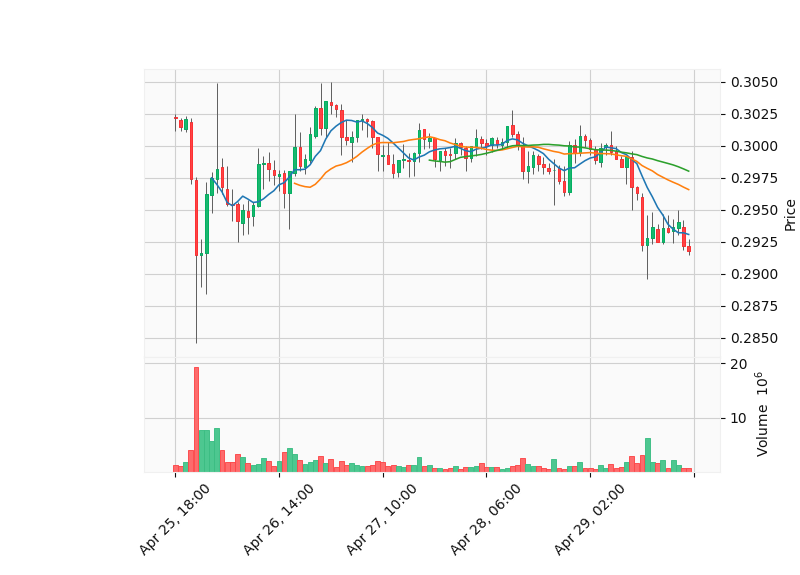 0.3050
0.3025
0.3000
0.2975
0.2950
0.2925
0.2900
0.2875
0.2850
Price
20
10
Volume 10^6
Apr 25, 18:00
Apr 26, 14:00
Apr 27, 10:00
Apr 28, 06:00
Apr 29, 02:00